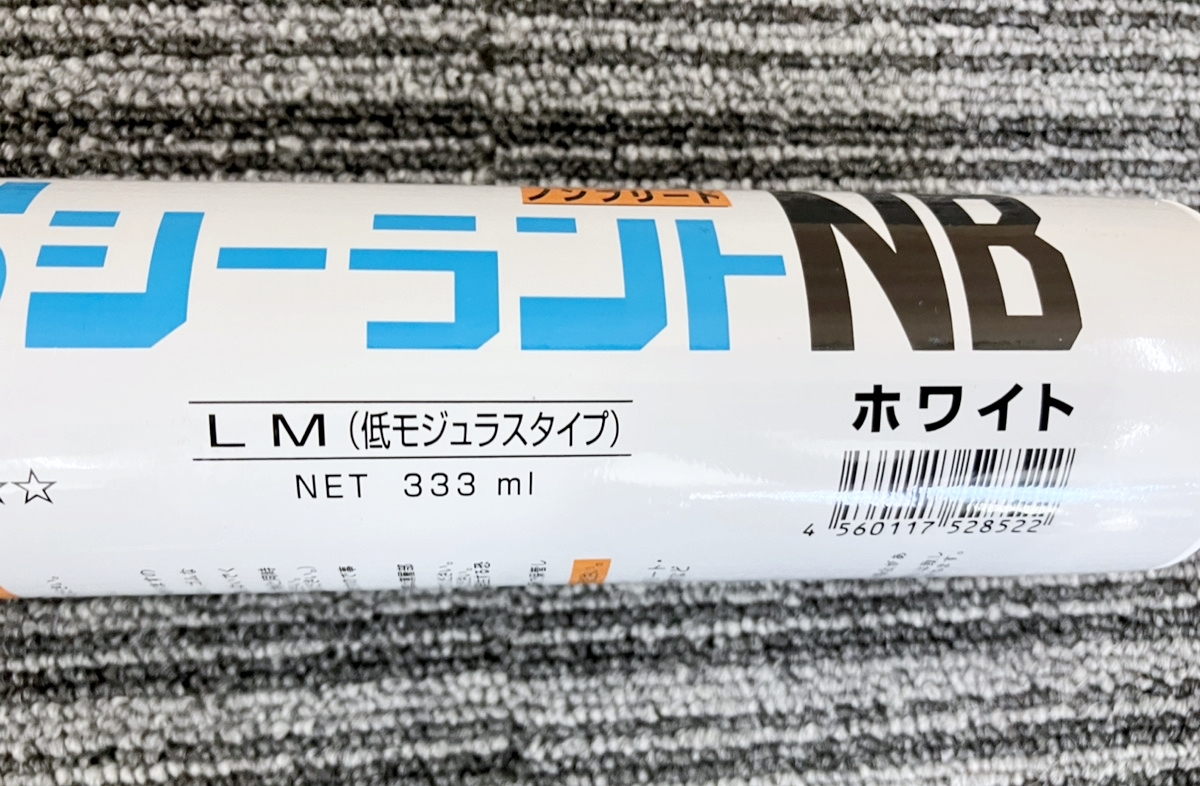 ノンブリード
シーラントNB
ホワイト
LM（低モジュラスタイプ）
NET 333 ml
☆
4 560117 528522